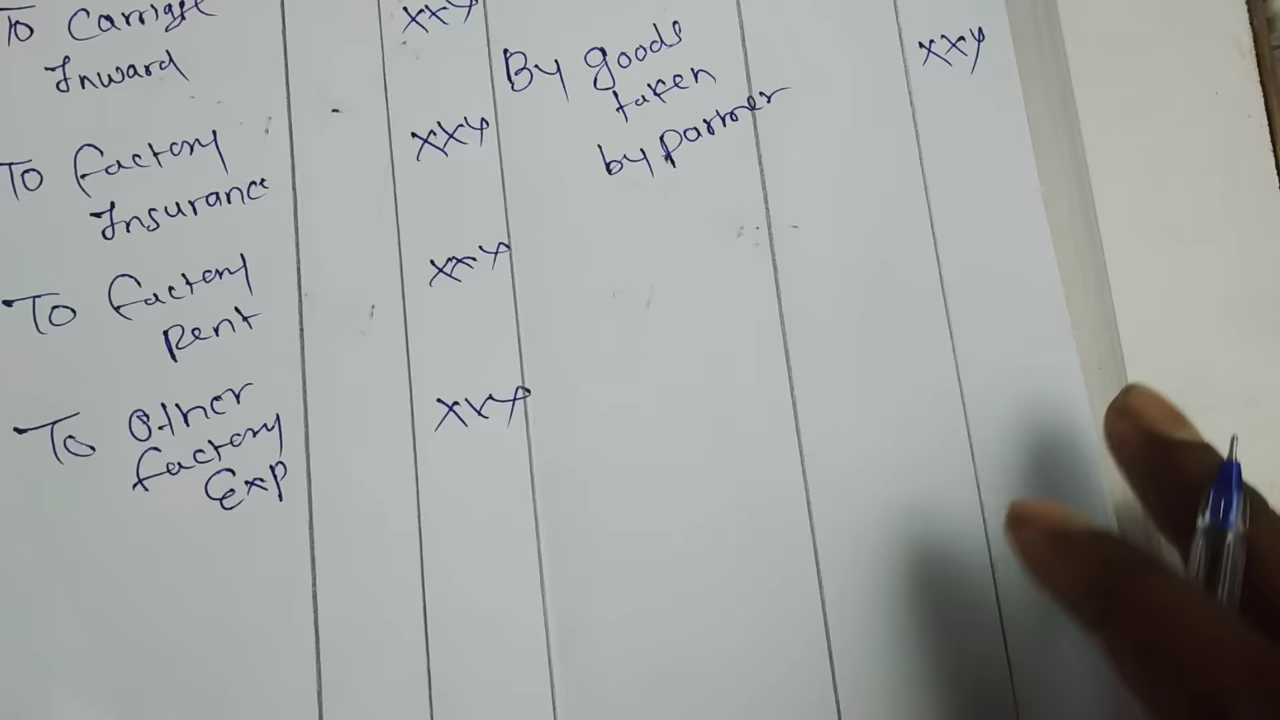 To Carriage xxy
Inward
By goods xxy
taken
by partner
To factory xxy
Insurance
To factory xxy
Rent
To Other xxy
factory
Exp